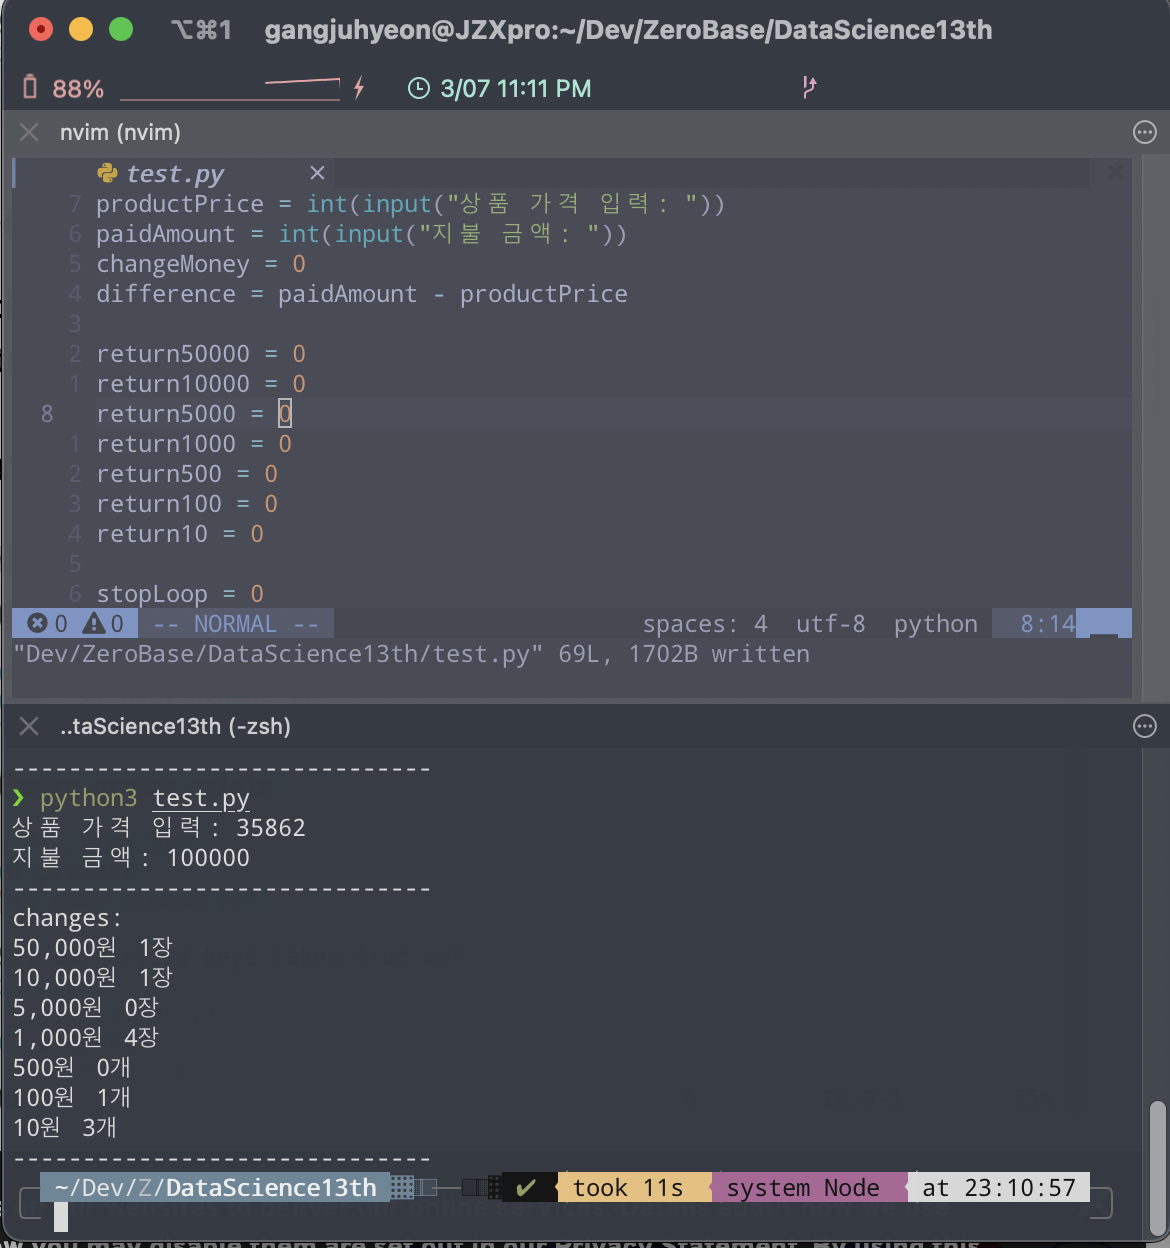 ⌥⌘1 gangjuhyeon@JZXpro:~/Dev/ZeroBase/DataScience13th
88% 3/07 11:11 PM
nvim (nvim)
test.py
7 productPrice = int(input("상품 가격 입력: "))
6 paidAmount = int(input("지불 금액: "))
5 changeMoney = 0
4 difference = paidAmount - productPrice
3
2 return50000 = 0
1 return10000 = 0
8 return5000 = 0
1 return1000 = 0
2 return500 = 0
3 return100 = 0
4 return10 = 0
5
6 stopLoop = 0
0 0 -- NORMAL -- spaces: 4 utf-8 python 8:14
"Dev/ZeroBase/DataScience13th/test.py" 69L, 1702B written
..taScience13th (-zsh)
------------------------------
❯ python3 test.py
상품 가격 입력: 35862
지불 금액: 100000
------------------------------
changes:
50,000원 1장
10,000원 1장
5,000원 0장
1,000원 4장
500원 0개
100원 1개
10원 3개
------------------------------
~/Dev/Z/DataScience13th ✔ took 11s system Node at 23:10:57